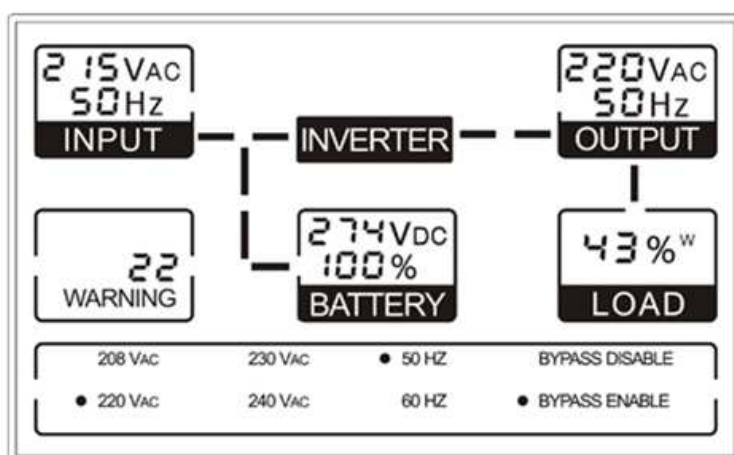 215VAC
50Hz
INPUT
INVERTER
220VAC
50Hz
OUTPUT
22
WARNING
274VDC
100%
BATTERY
43%W
LOAD
208 VAC 230 VAC 50 HZ BYPASS DISABLE
220 VAC 240 VAC 60 HZ BYPASS ENABLE